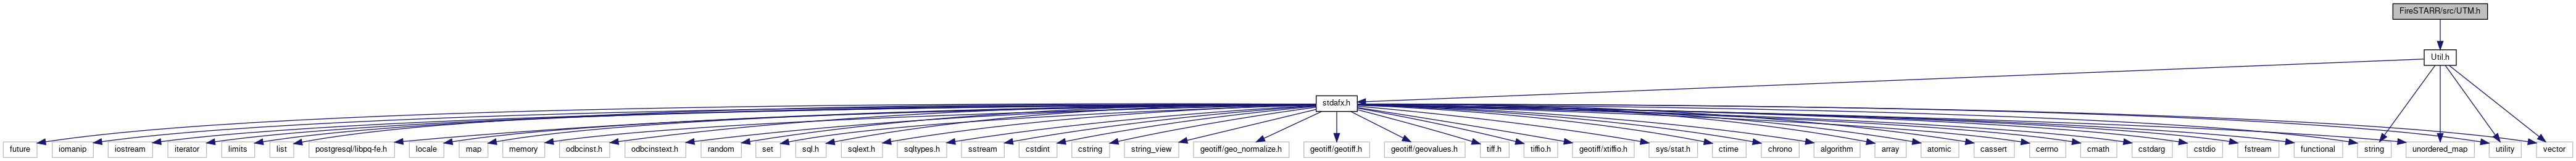 FireSTARR/src/UTM.h
Util.h
stdafx.h
future
iomanip
iostream
iterator
limits
list
postgresql/libpq-fe.h
locale
map
memory
odbcinst.h
odbcinstext.h
random
set
sql.h
sqlext.h
sqltypes.h
sstream
cstdint
cstring
string_view
geotiff/geo_normalize.h
geotiff/geotiff.h
geotiff/geovalues.h
tiff.h
tiffio.h
geotiff/xtiffio.h
sys/stat.h
ctime
chrono
algorithm
array
atomic
cassert
cerrno
cmath
cstdarg
cstdio
fstream
functional
string
unordered_map
utility
vector